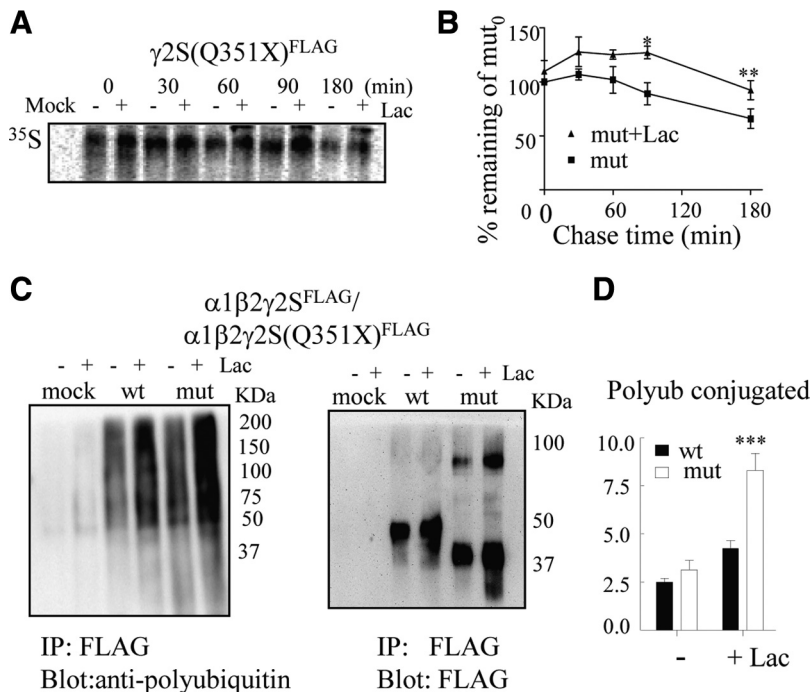 A
γ2S(Q351X)FLAG
0 30 60 90 180 (min)
Mock - + - + - + - + - + Lac
35S
B
% remaining of mut0
150
100
50
0
*
**
mut+Lac
mut
0 60 120 180
Chase time (min)
C
α1β2γ2SFLAG/
α1β2γ2S(Q351X)FLAG
- + - + - + Lac
mock wt mut KDa
200
150
100
75
50
37
IP: FLAG
Blot:anti-polyubiquitin
- + - + - + Lac
mock wt mut KDa
100
50
37
IP: FLAG
Blot: FLAG
D
Polyub conjugated
10.0
7.5
5.0
2.5
0.0
wt
mut
***
- + Lac